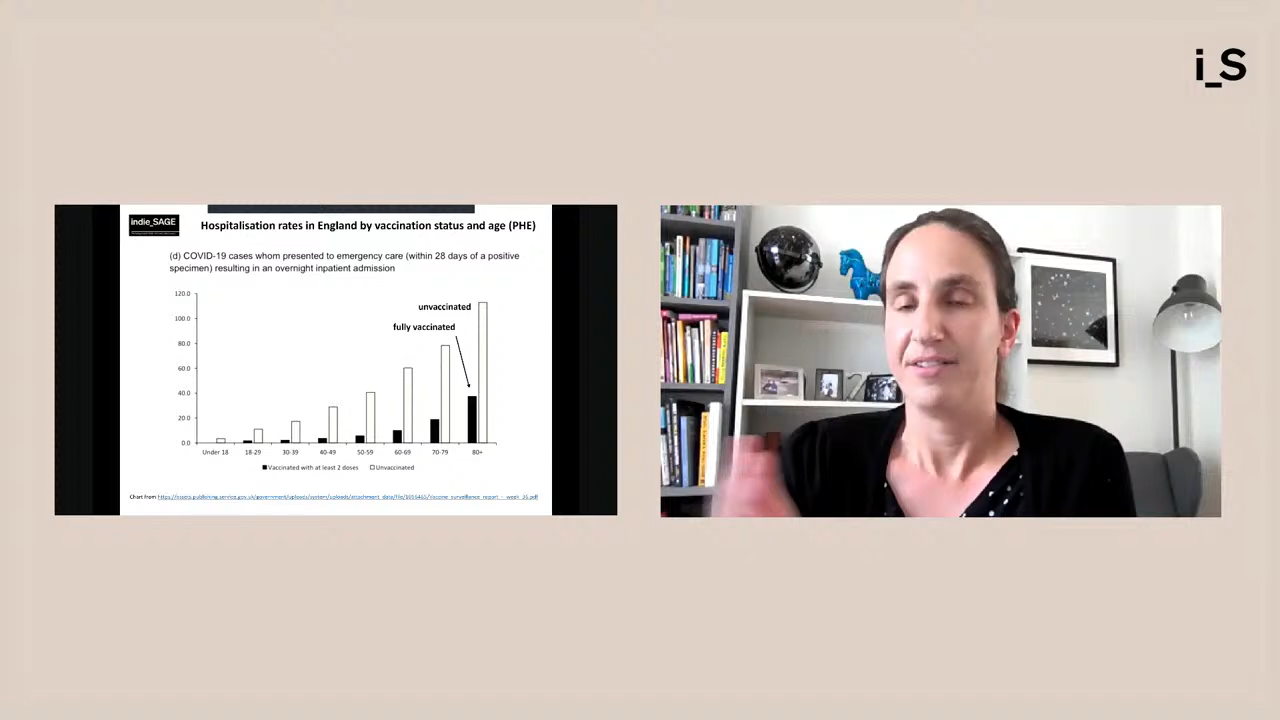 i_S
indie_SAGE
Hospitalisation rates in England by vaccination status and age (PHE)
(d) COVID-19 cases whom presented to emergency care (within 28 days of a positive
specimen) resulting in an overnight inpatient admission
120.0
100.0
80.0
60.0
40.0
20.0
0.0
unvaccinated
fully vaccinated
Under 18 18-29 30-39 40-49 50-59 60-69 70-79 80+
Vaccinated with at least 2 doses Unvaccinated
Chart from